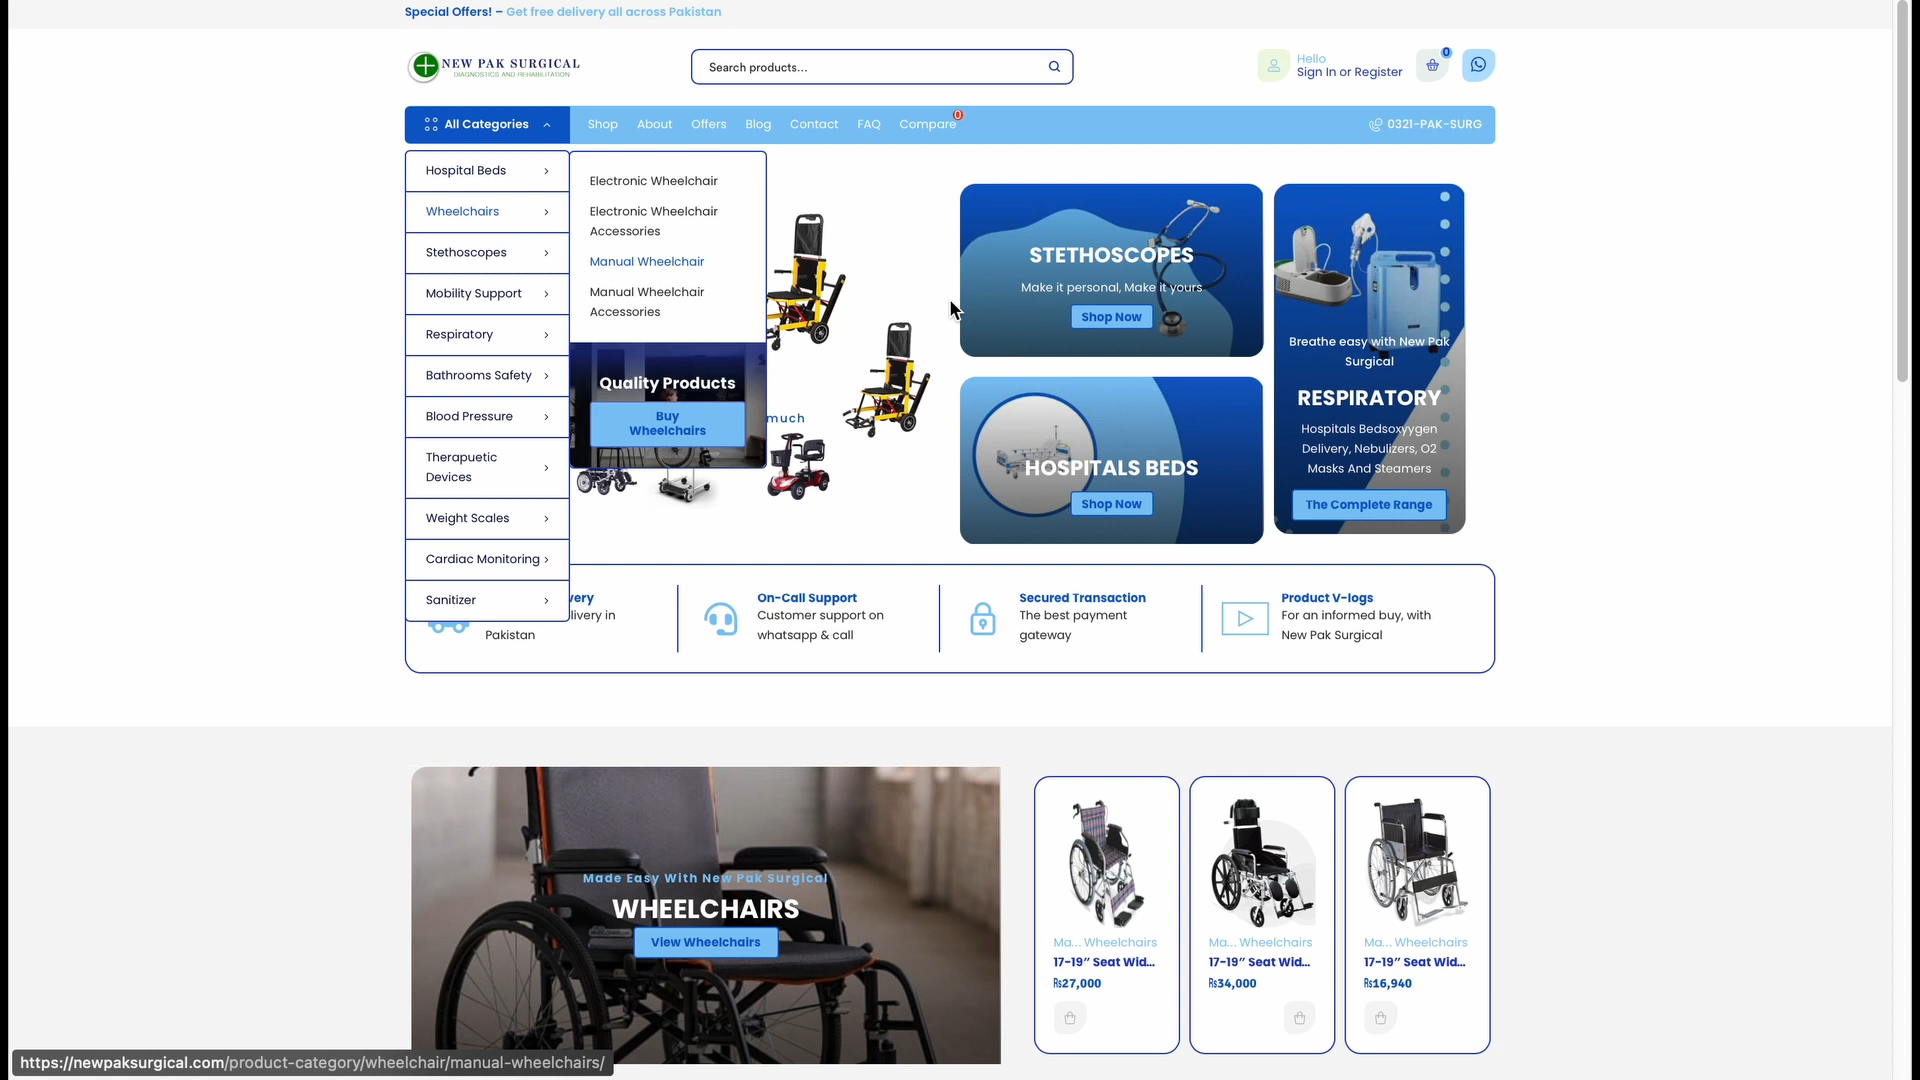 Special Offers! – Get free delivery all across Pakistan
NEW PAK SURGICAL
DIAGNOSTICS AND REHABILITATION
Search products...
Hello
Sign In or Register
0
All Categories
Shop
About
Offers
Blog
Contact
FAQ
Compare
0
0321-PAK-SURG
Hospital Beds
Wheelchairs
Stethoscopes
Mobility Support
Respiratory
Bathrooms Safety
Blood Pressure
Therapuetic
Devices
Weight Scales
Cardiac Monitoring
Sanitizer
Electronic Wheelchair
Electronic Wheelchair
Accessories
Manual Wheelchair
Manual Wheelchair
Accessories
Quality Products
Buy
Wheelchairs
much
STETHOSCOPES
Make it personal, Make it yours
Shop Now
HOSPITALS BEDS
Shop Now
Breathe easy with New Pak
Surgical
RESPIRATORY
Hospitals Bedsoxyygen
Delivery, Nebulizers, O2
Masks And Steamers
The Complete Range
very
livery in
Pakistan
On-Call Support
Customer support on
whatsapp & call
Secured Transaction
The best payment
gateway
Product V-logs
For an informed buy, with
New Pak Surgical
Made Easy With New Pak Surgical
WHEELCHAIRS
View Wheelchairs
Ma... Wheelchairs
17-19” Seat Wid...
₨27,000
Ma... Wheelchairs
17-19” Seat Wid...
₨34,000
Ma... Wheelchairs
17-19” Seat Wid...
₨16,940
https://newpaksurgical.com/product-category/wheelchair/manual-wheelchairs/